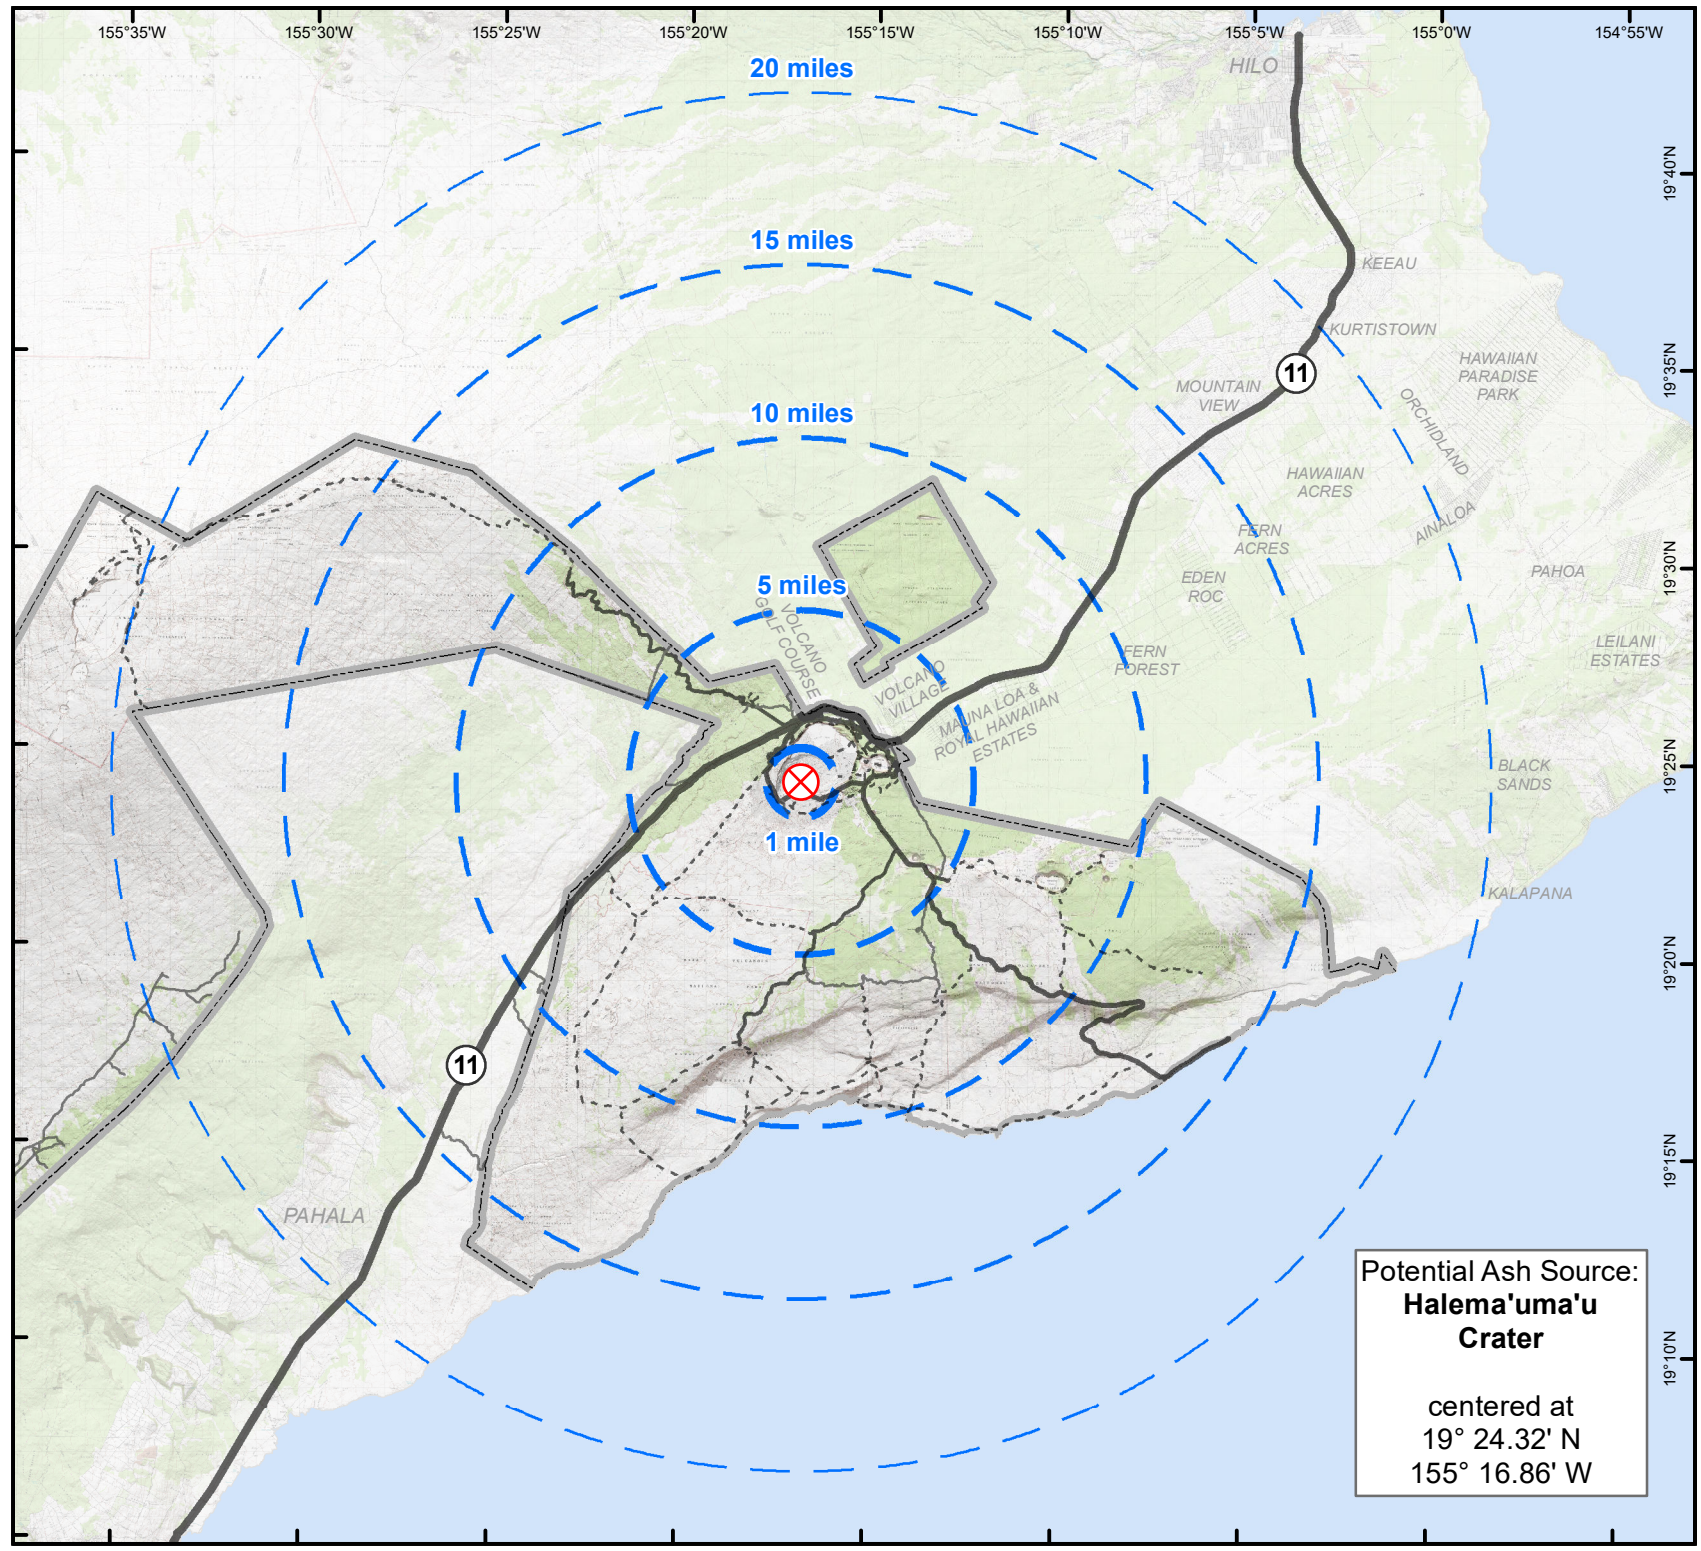 155°35'W
155°30'W
155°25'W
155°20'W
155°15'W
155°10'W
155°5'W
155°0'W
154°55'W
HILO
20 miles
19°40'N
15 miles
KEEAU
KURTISTOWN
19°35'N
HAWAIIAN
PARADISE
PARK
11
MOUNTAIN
VIEW
ORCHIDLAND
10 miles
HAWAIIAN
ACRES
AINALOA
FERN
ACRES
19°30'N
PAHOA
EDEN
ROC
5 miles
VOLCANO
GOLF COURSE
LEILANI
ESTATES
FERN
FOREST
VOLCANO
VILLAGE
MAUNA LOA &
ROYAL HAWAIIAN
ESTATES
19°25'N
BLACK
SANDS
1 mile
KALAPANA
19°20'N
11
19°15'N
PAHALA
Potential Ash Source:
Halema'uma'u
Crater
centered at
19° 24.32' N
155° 16.86' W
19°10'N